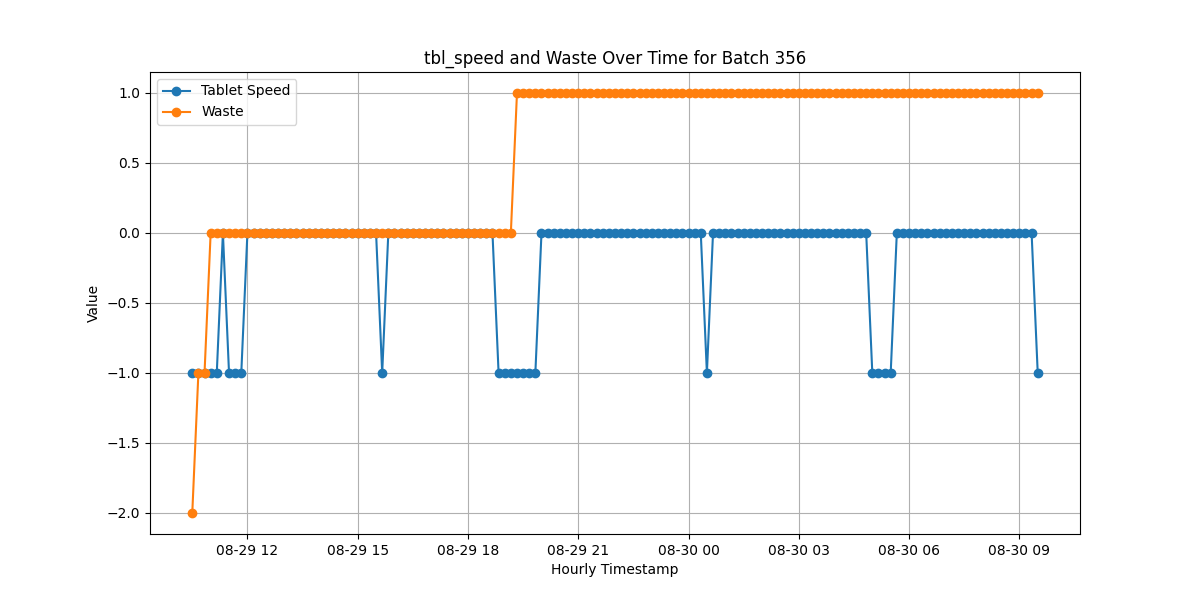 tbl_speed and Waste Over Time for Batch 356
Tablet Speed
Waste
1.0
0.5
0.0
−0.5
−1.0
−1.5
−2.0
Value
08-29 12 08-29 15 08-29 18 08-29 21 08-30 00 08-30 03 08-30 06 08-30 09
Hourly Timestamp